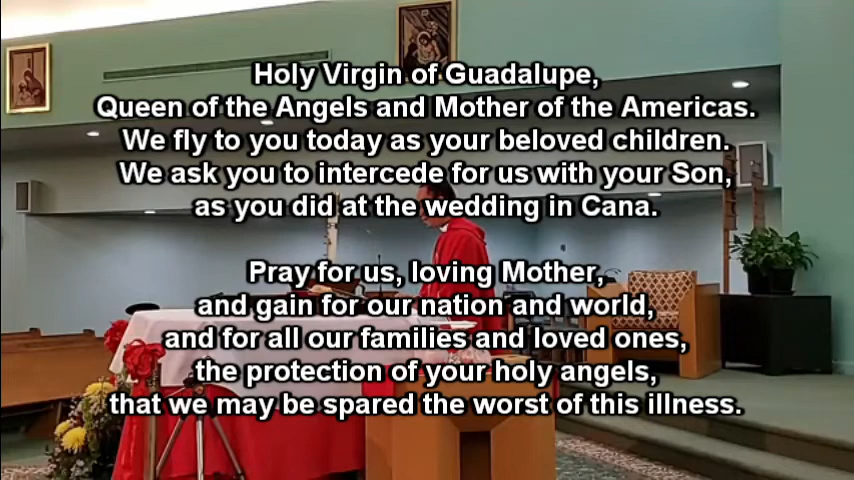 Holy Virgin of Guadalupe,
Queen of the Angels and Mother of the Americas.
We fly to you today as your beloved children.
We ask you to intercede for us with your Son,
as you did at the wedding in Cana.
Pray for us, loving Mother,
and gain for our nation and world,
and for all our families and loved ones,
the protection of your holy angels,
that we may be spared the worst of this illness.